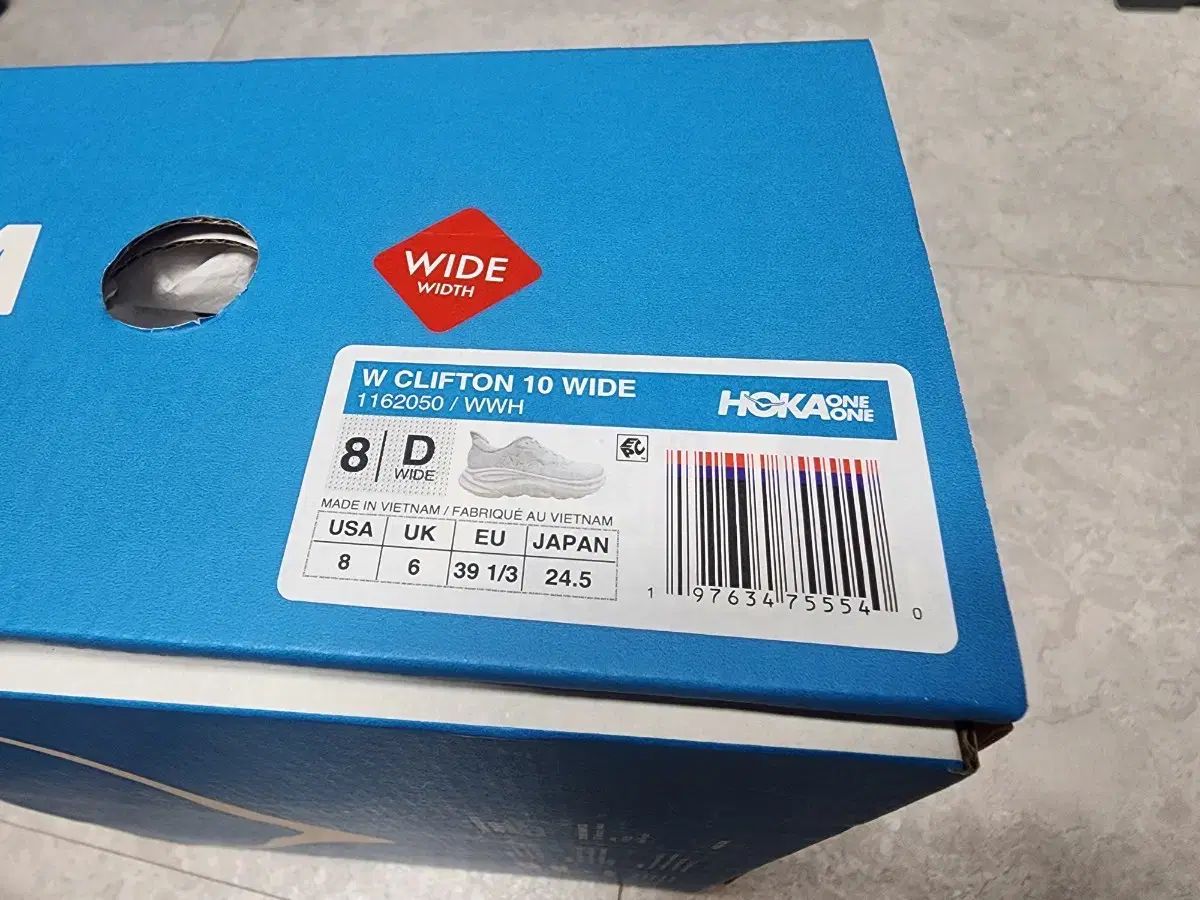 WIDE
WIDTH
W CLIFTON 10 WIDE
1162050 / WWH
HOKA ONE ONE
8 D WIDE
EPC
MADE IN VIETNAM / FABRIQUÉ AU VIETNAM
USA UK EU JAPAN
8 6 39 1/3 24.5
1 97634 75554 0